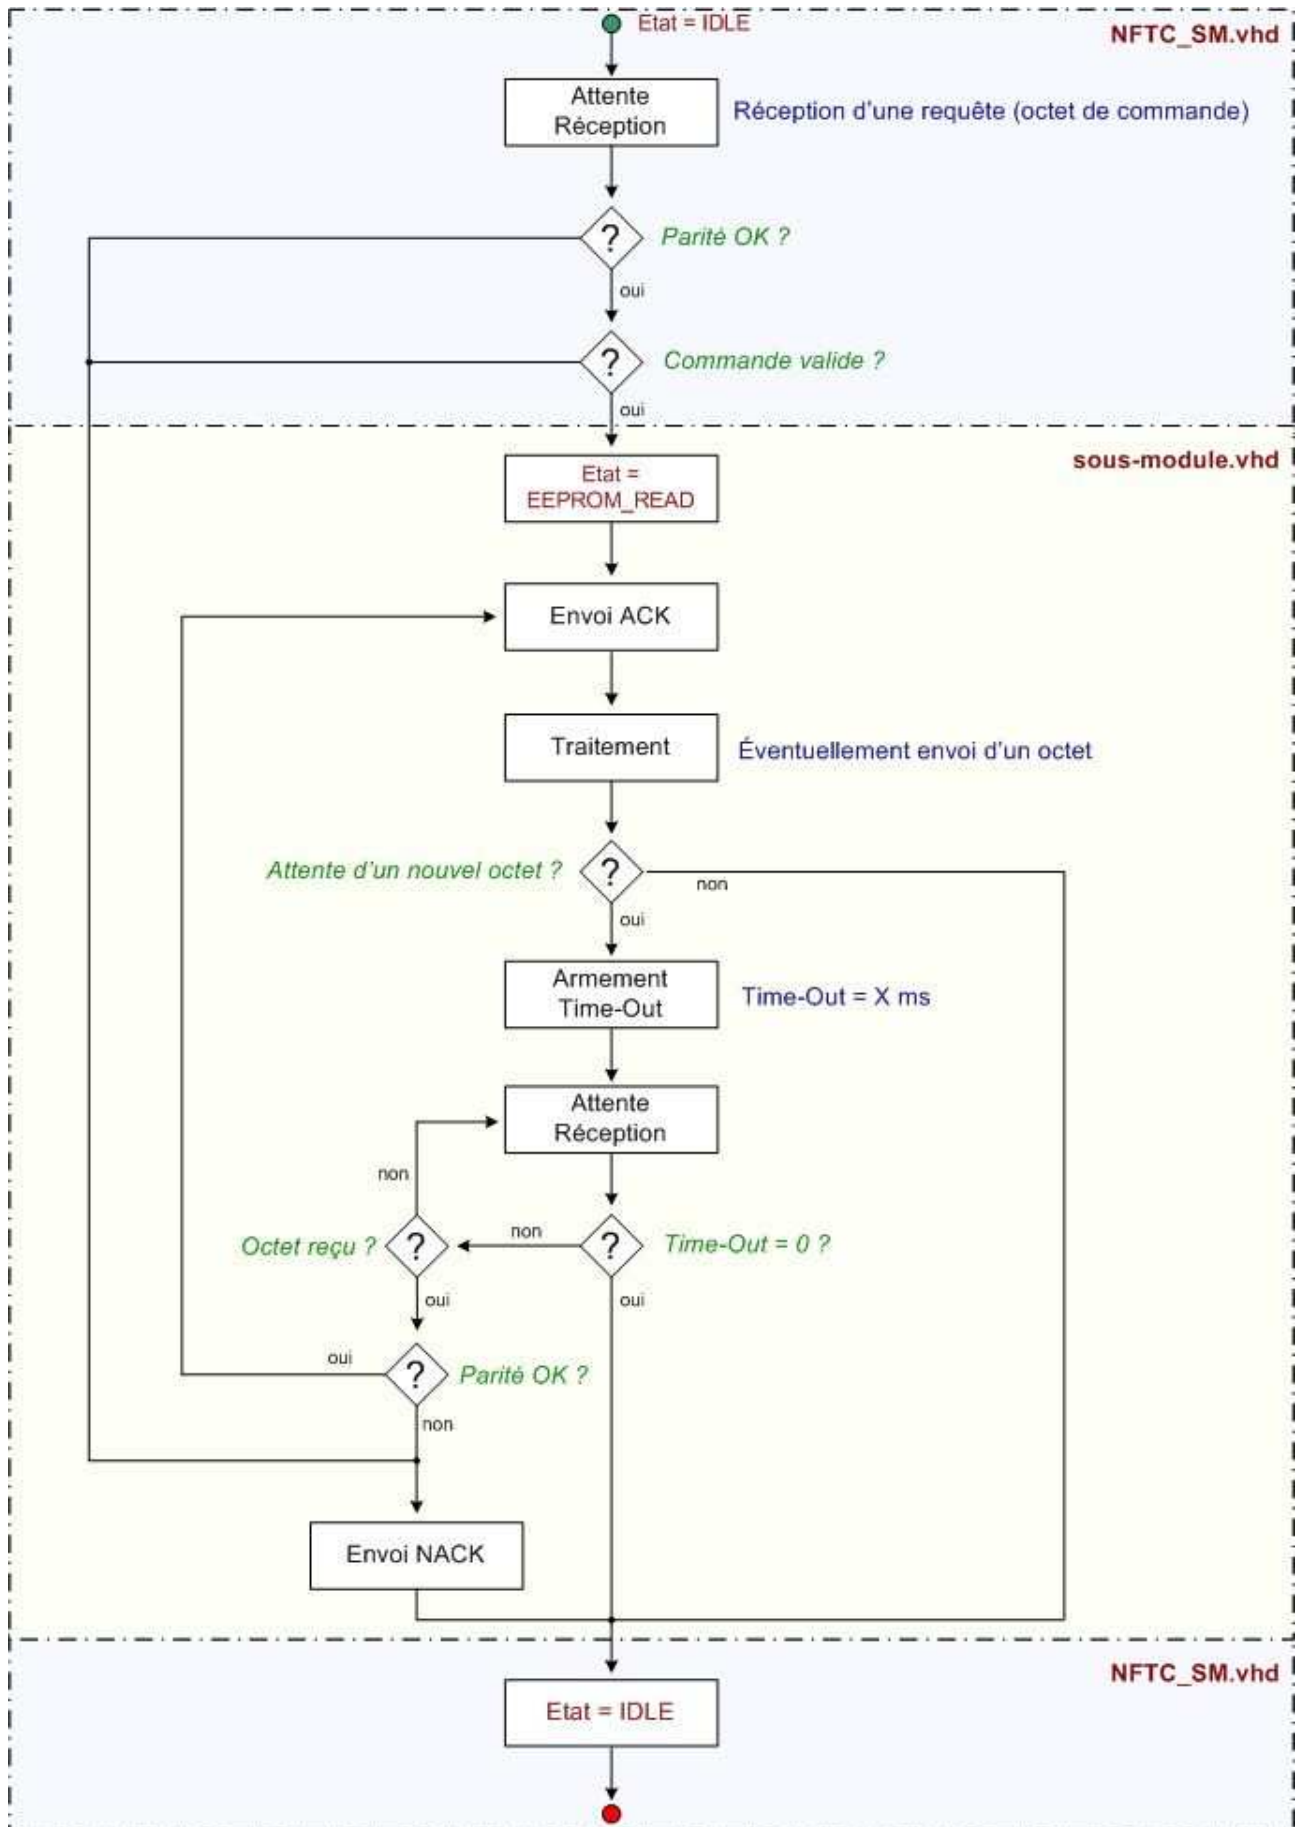 Etat = IDLE
NFTC_SM.vhd
Attente
Réception
Réception d'une requête (octet de commande)
?
Parité OK ?
oui
?
Commande valide ?
oui
sous-module.vhd
Etat =
EEPROM_READ
Envoi ACK
Traitement
Éventuellement envoi d'un octet
Attente d'un nouvel octet ?
?
non
oui
Armement
Time-Out
Time-Out = X ms
Attente
Réception
non
Octet reçu ?
?
non
?
Time-Out = 0 ?
oui
oui
oui
?
Parité OK ?
non
Envoi NACK
NFTC_SM.vhd
Etat = IDLE